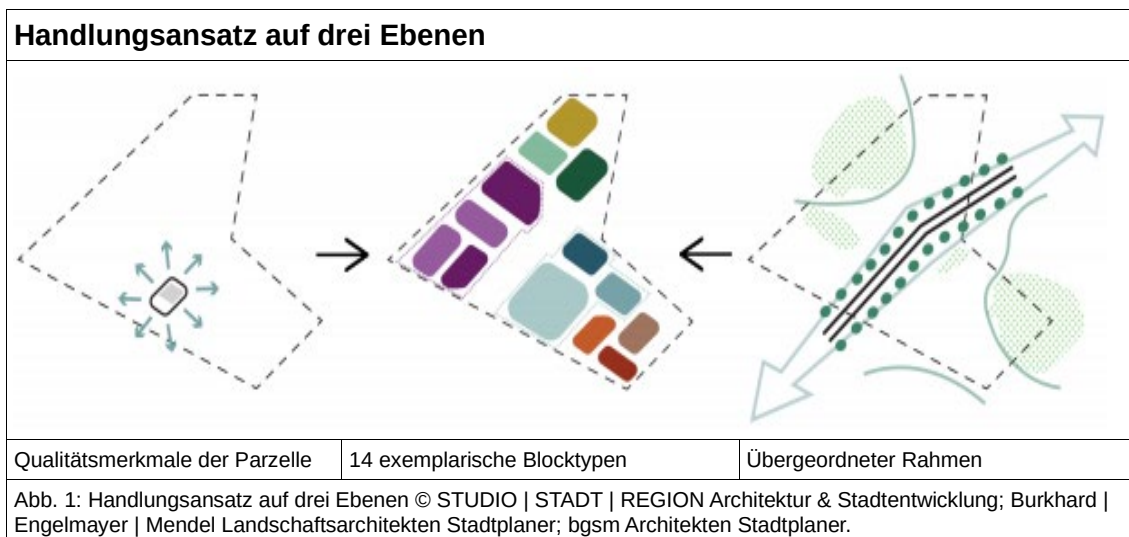 Handlungsansatz auf drei Ebenen
Qualitätsmerkmale der Parzelle
14 exemplarische Blocktypen
Übergeordneter Rahmen
Abb. 1: Handlungsansatz auf drei Ebenen © STUDIO | STADT | REGION Architektur & Stadtentwicklung; Burkhard |
Engelmayer | Mendel Landschaftsarchitekten Stadtplaner; bgsm Architekten Stadtplaner.